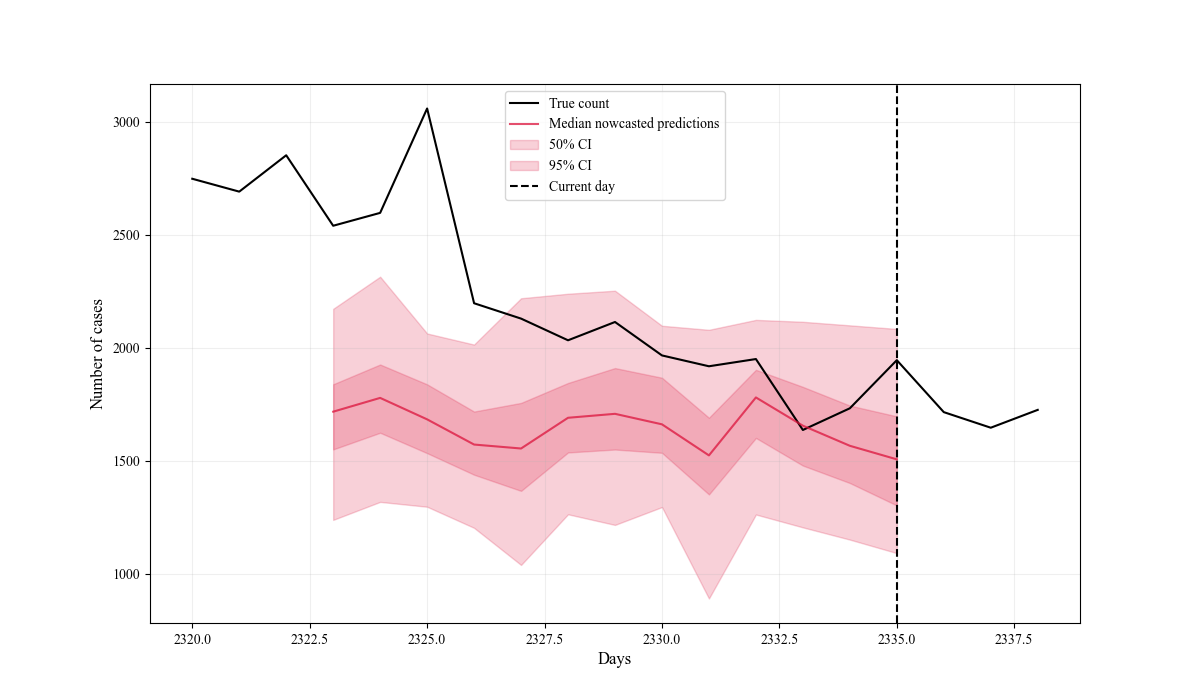 True count
Median nowcasted predictions
50% CI
95% CI
Current day
3000
2500
2000
1500
1000
Number of cases
2320.0 2322.5 2325.0 2327.5 2330.0 2332.5 2335.0 2337.5
Days